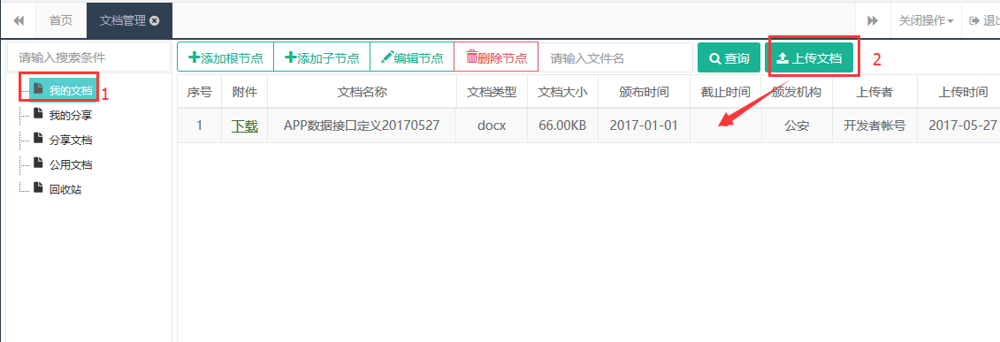 首页 文档管理 关闭操作 退出
请输入搜索条件 添加根节点 添加子节点 编辑节点 删除节点 请输入文件名 查询 上传文档 2
我的文档 1
我的分享
分享文档
公用文档
回收站
序号 附件 文档名称 文档类型 文档大小 颁布时间 截止时间 颁发机构 上传者 上传时间
1 下载 APP数据接口定义20170527 docx 66.00KB 2017-01-01 公安 开发者帐号 2017-05-27